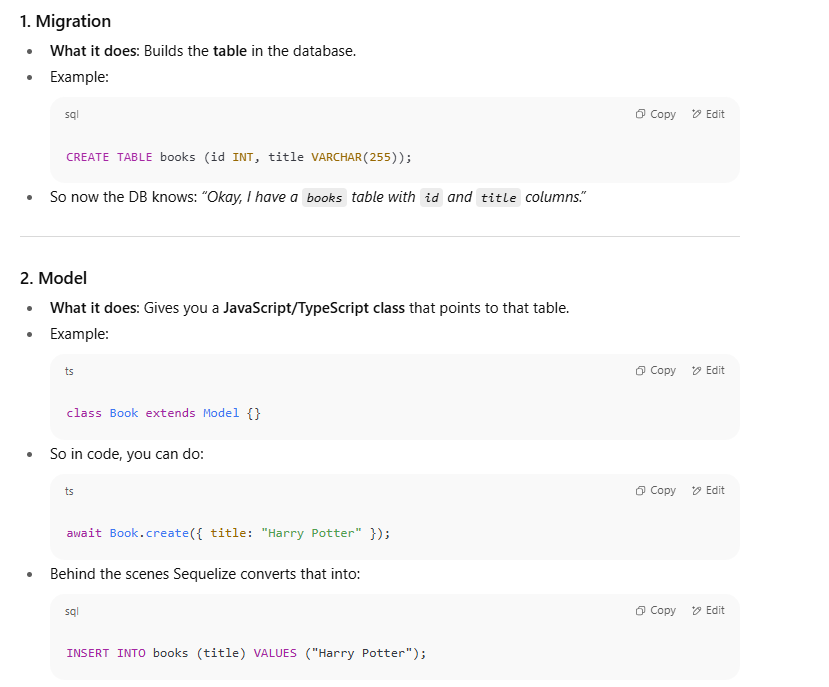 1. Migration
• What it does: Builds the table in the database.
• Example:
sql
Copy Edit
CREATE TABLE books (id INT, title VARCHAR(255));
• So now the DB knows: “Okay, I have a books table with id and title columns.”
2. Model
• What it does: Gives you a JavaScript/TypeScript class that points to that table.
• Example:
ts
Copy Edit
class Book extends Model {}
• So in code, you can do:
ts
Copy Edit
await Book.create({ title: "Harry Potter" });
• Behind the scenes Sequelize converts that into:
sql
Copy Edit
INSERT INTO books (title) VALUES ("Harry Potter");